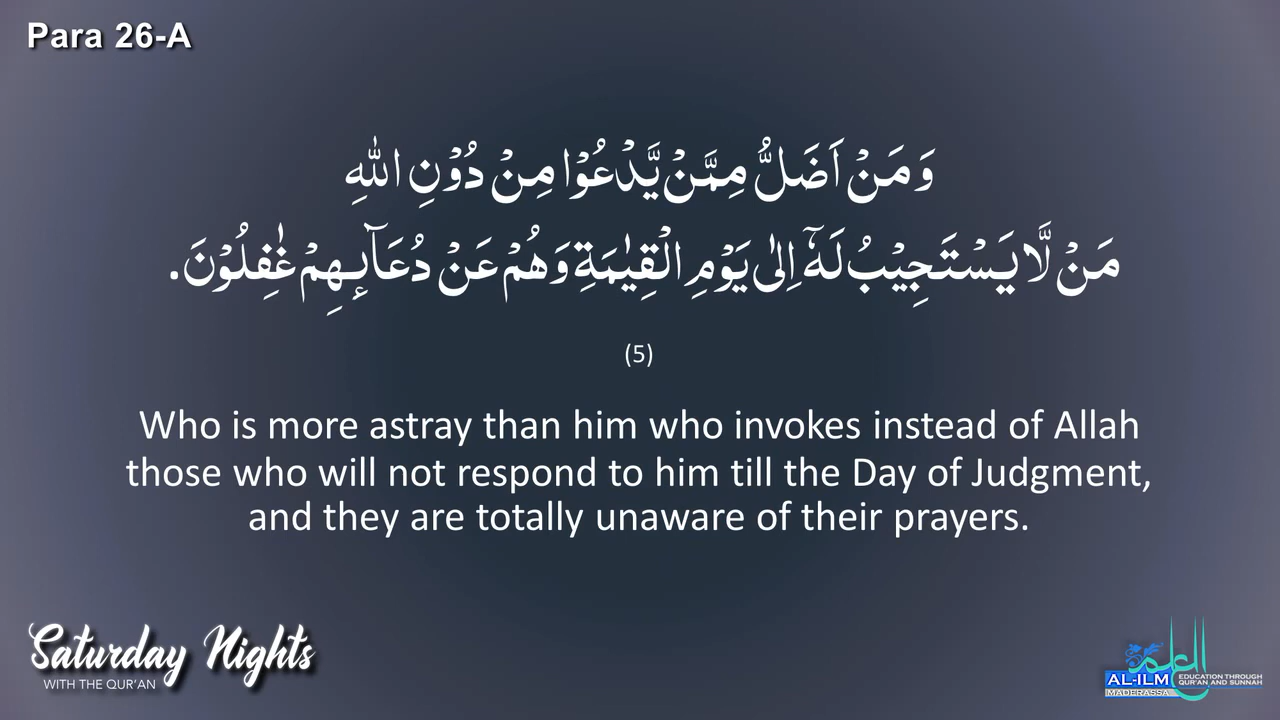 Para 26-A
وَمَنْ اَضَلُّ مِمَّنْ يَّدْعُوْا مِنْ دُوْنِ اللّٰهِ
مَنْ لَّا يَسْتَجِيْبُ لَهٗٓ اِلٰى يَوْمِ الْقِيٰمَةِ وَهُمْ عَنْ دُعَآىِٕهِمْ غٰفِلُوْنَ.
(5)
Who is more astray than him who invokes instead of Allah
those who will not respond to him till the Day of Judgment,
and they are totally unaware of their prayers.
Saturday Nights
WITH THE QUR'AN
العلم
AL-ILM
MADERASSA
EDUCATION THROUGH
QUR'AN AND SUNNAH